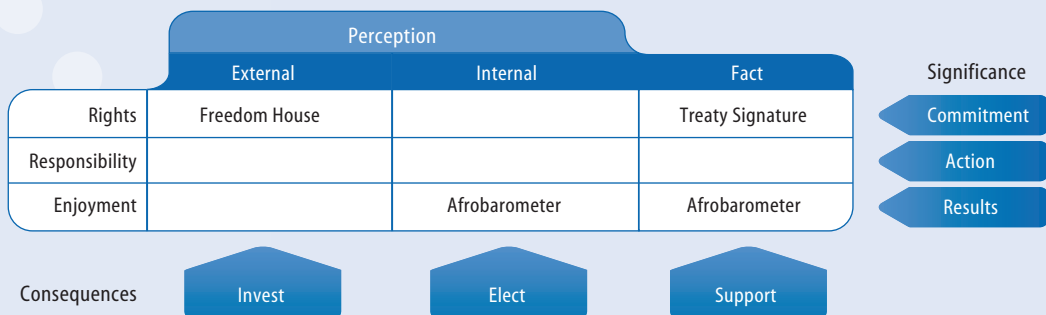 Perception
External Internal Fact Significance
Rights Freedom House Treaty Signature Commitment
Responsibility Action
Enjoyment Afrobarometer Afrobarometer Results
Consequences Invest Elect Support